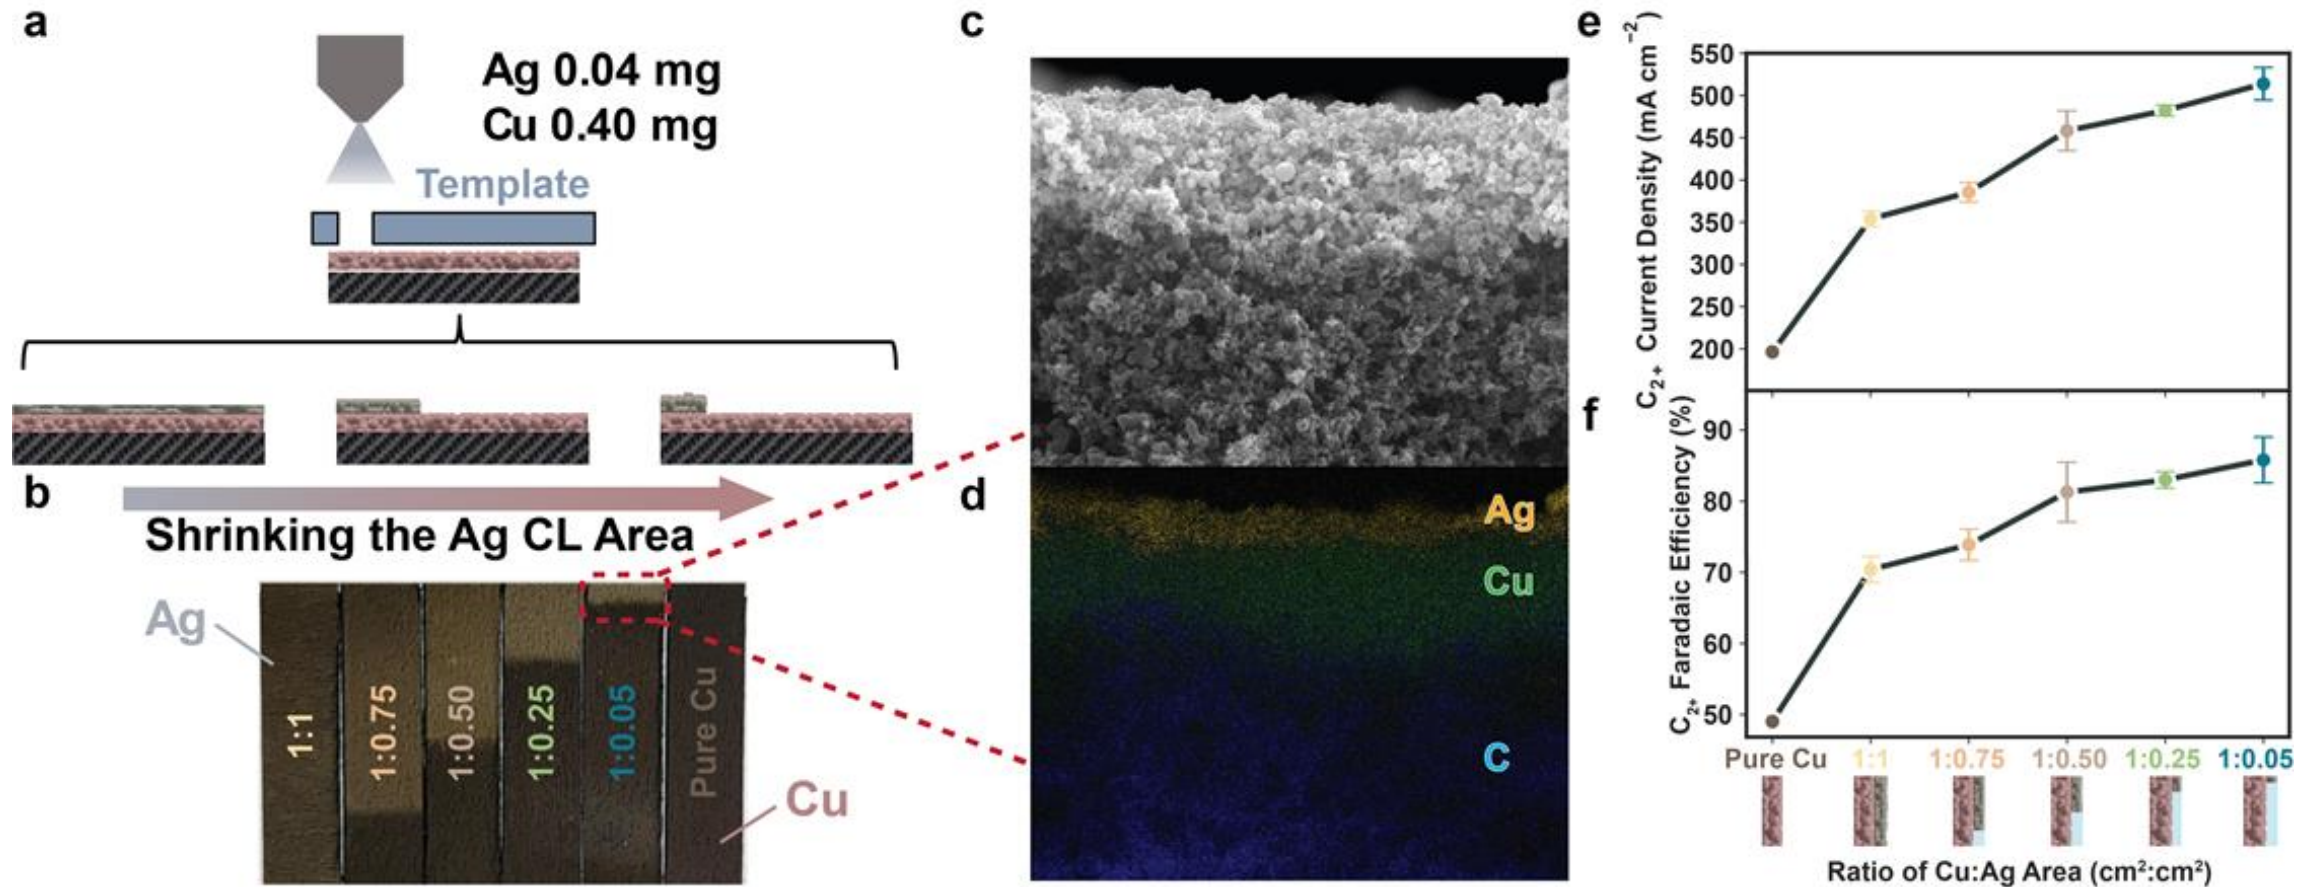 a
Ag 0.04 mg
Cu 0.40 mg
Template
b
Shrinking the Ag CL Area
Ag
1:1
1:0.75
1:0.50
1:0.25
1:0.05
Pure Cu
Cu
c
d
Ag
Cu
C
e
C₂₊ Current Density (mA cm⁻²)
550
500
450
400
350
300
250
200
f
C₂₊ Faradaic Efficiency (%)
90
80
70
60
50
Pure Cu 1:1 1:0.75 1:0.50 1:0.25 1:0.05
Ratio of Cu:Ag Area (cm²:cm²)